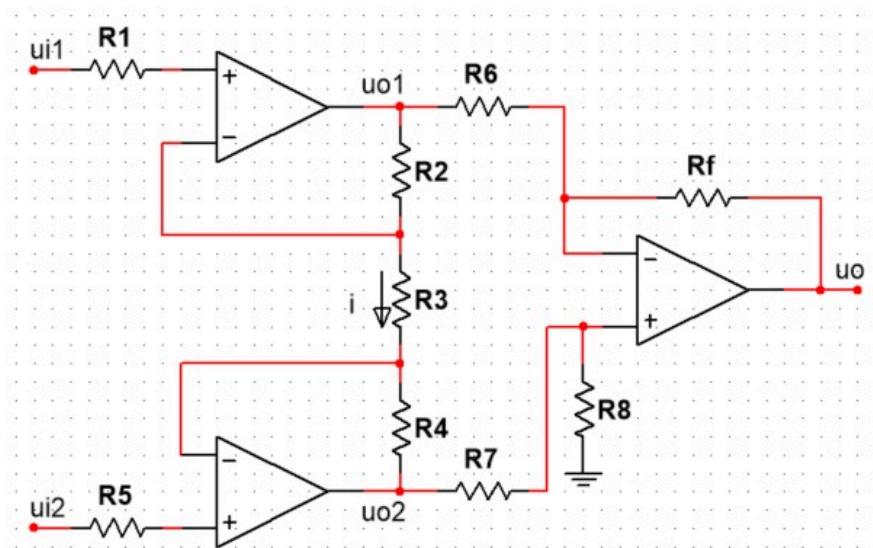 ui1
R1
uo1
R6
R2
Rf
uo
i
R3
R4
R8
ui2
R5
uo2
R7
+
−
−
+
−
+